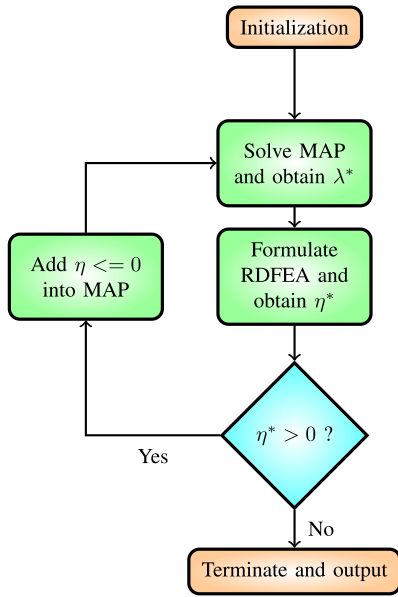 Initialization
Solve MAP
and obtain λ*
Formulate
RDFEA and
obtain η*
Add η <= 0
into MAP
η* > 0 ?
Yes
No
Terminate and output